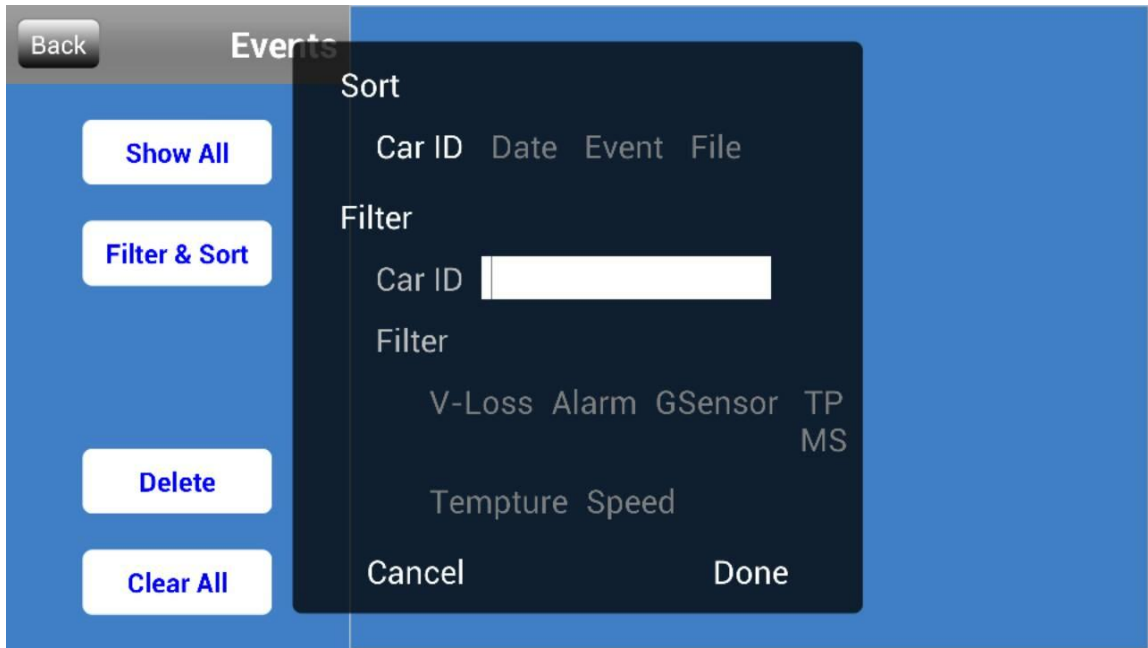 Back
Events
Show All
Filter & Sort
Delete
Clear All
Sort
Car ID Date Event File
Filter
Car ID
Filter
V-Loss Alarm GSensor TP
MS
Tempture Speed
Cancel Done